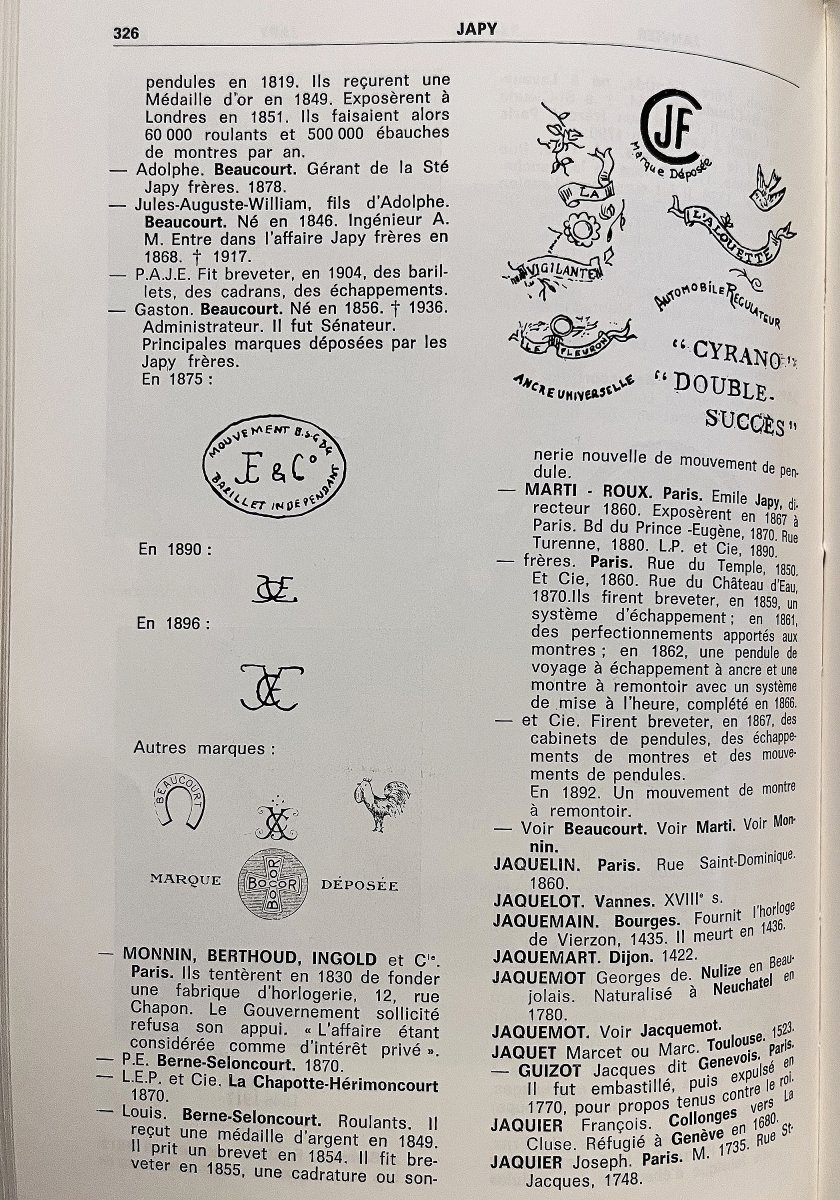 326
JAPY
pendules en 1819. Ils reçurent une
Médaille d'or en 1849. Exposèrent à
Londres en 1851. Ils faisaient alors
60 000 roulants et 500 000 ébauches
de montres par an.
— Adolphe. Beaucourt. Gérant de la Sté
Japy frères. 1878.
— Jules-Auguste-William, fils d'Adolphe.
Beaucourt. Né en 1846. Ingénieur A.
M. Entre dans l'affaire Japy frères en
1868. † 1917.
— P.A.J.E. Fit breveter, en 1904, des baril-
lets, des cadrans, des échappements.
— Gaston. Beaucourt. Né en 1856. † 1936.
Administrateur. Il fut Sénateur.
Principales marques déposées par les
Japy frères.
En 1875 :
MOUVEMENT B.S.G.D.G
JE & C°
BARILLET INDEPENDANT
En 1890 :
En 1896 :
Autres marques :
BEAUCOURT
MARQUE
BOCOR
BOCOR
DÉPOSÉE
— MONNIN, BERTHOUD, INGOLD et Cie.
Paris. Ils tentèrent en 1830 de fonder
une fabrique d'horlogerie, 12, rue
Chapon. Le Gouvernement sollicité
refusa son appui. « L'affaire étant
considérée comme d'intérêt privé ».
— P.E. Berne-Seloncourt. 1870.
— L.E.P. et Cie. La Chapotte-Hérimoncourt
1870.
— Louis. Berne-Seloncourt. Roulants. Il
reçut une médaille d'argent en 1849.
Il prit un brevet en 1854. Il fit bre-
veter en 1855, une cadrature ou son-
JF
Marque Déposée
LA
VIGILANTE
L'ALOUETTE
AUTOMOBILE REGULATEUR
FLEURON
ANCRE UNIVERSELLE
"CYRANO"
"DOUBLE-
SUCCÈS"
nerie nouvelle de mouvement de pen-
dule.
— MARTI - ROUX. Paris. Emile Japy, di-
recteur 1860. Exposèrent en 1867 à
Paris. Bd du Prince -Eugène, 1870. Rue
Turenne, 1880. L.P. et Cie, 1890.
— frères. Paris. Rue du Temple, 1850.
Et Cie, 1860. Rue du Château d'Eau,
1870.Ils firent breveter, en 1859, un
système d'échappement ; en 1861,
des perfectionnements apportés aux
montres ; en 1862, une pendule de
voyage à échappement à ancre et une
montre à remontoir avec un système
de mise à l'heure, complété en 1866.
— et Cie. Firent breveter, en 1867, des
cabinets de pendules, des échappe-
ments de montres et des mouve-
ments de pendules.
En 1892. Un mouvement de montre
à remontoir.
— Voir Beaucourt. Voir Marti. Voir Mon-
nin.
JAQUELIN. Paris. Rue Saint-Dominique.
1860.
JAQUELOT. Vannes. XVIIIe s.
JAQUEMAIN. Bourges. Fournit l'horloge
de Vierzon, 1435. Il meurt en 1436.
JAQUEMART. Dijon. 1422.
JAQUEMOT Georges de. Nulize en Beau-
jolais. Naturalisé à Neuchatel en
1780.
JAQUEMOT. Voir Jacquemot.
JAQUET Marcet ou Marc. Toulouse. 1523.
— GUIZOT Jacques dit Genevois. Paris.
Il fut embastillé, puis expulsé en
1770, pour propos tenus contre le roi.
JAQUIER François. Collonges vers La
Cluse. Réfugié à Genève en 1680.
JAQUIER Joseph. Paris. M. 1735. Rue St-
Jacques, 1748.